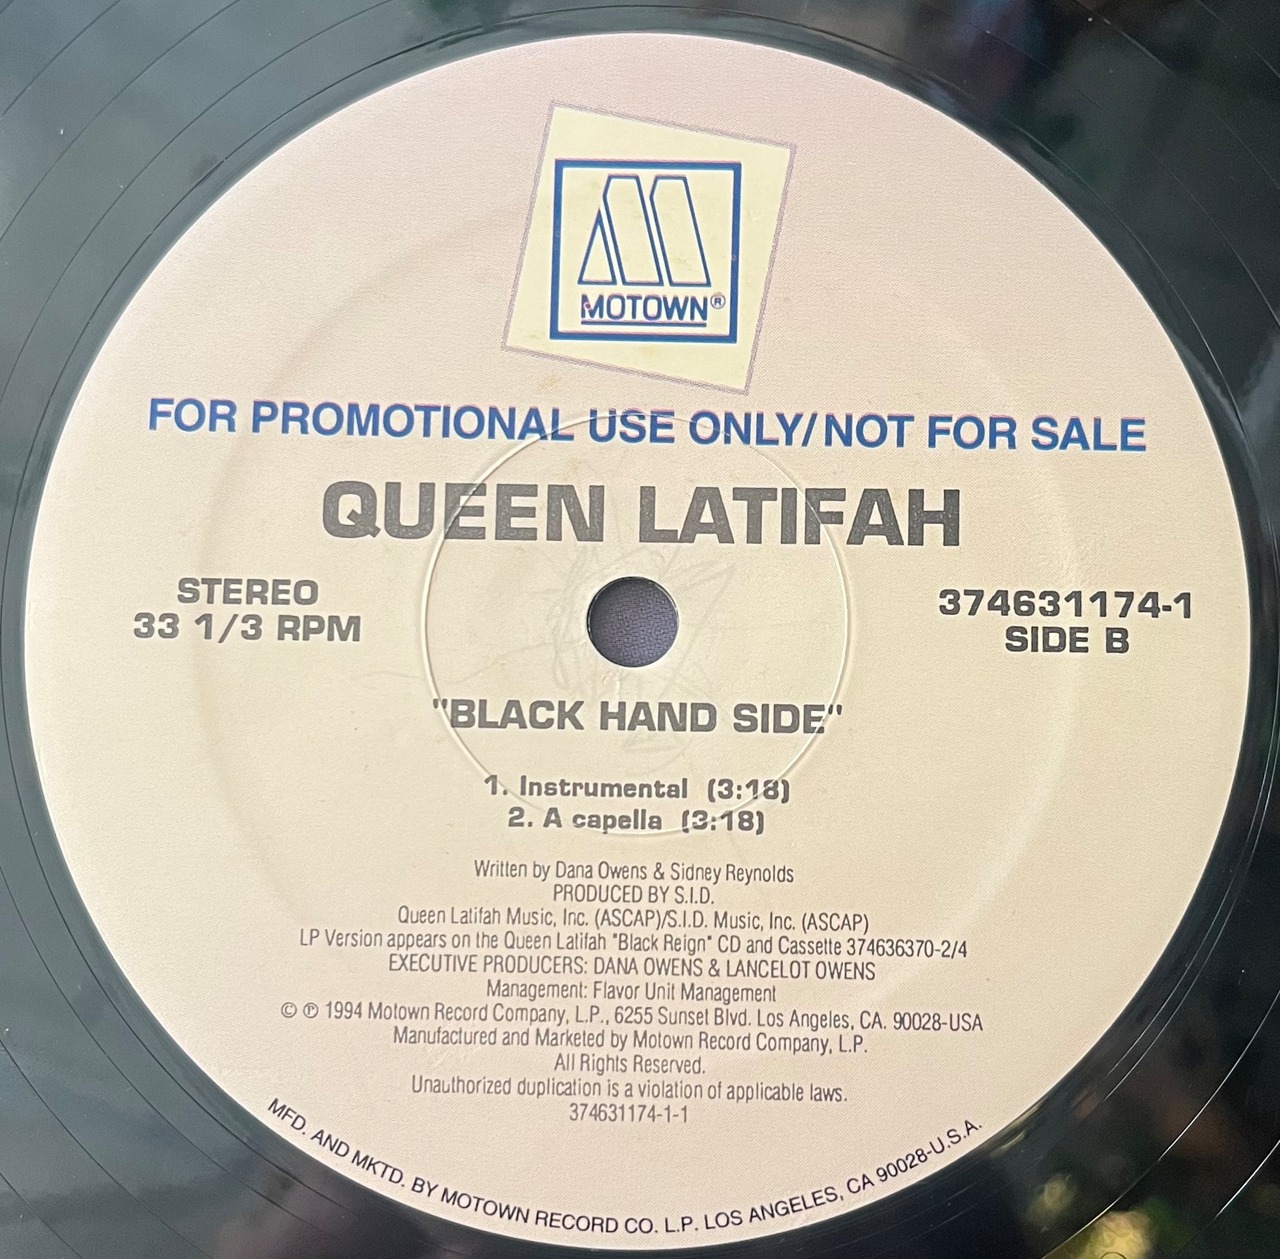 MOTOWN®
FOR PROMOTIONAL USE ONLY/NOT FOR SALE
QUEEN LATIFAH
STEREO
33 1/3 RPM
374631174-1
SIDE B
"BLACK HAND SIDE"
1. Instrumental (3:18)
2. A capella (3:18)
Written by Dana Owens & Sidney Reynolds
PRODUCED BY S.I.D.
Queen Latifah Music, Inc. (ASCAP)/S.I.D. Music, Inc. (ASCAP)
LP Version appears on the Queen Latifah "Black Reign" CD and Cassette 374636370-2/4
EXECUTIVE PRODUCERS: DANA OWENS & LANCELOT OWENS
Management: Flavor Unit Management
© ℗ 1994 Motown Record Company, L.P., 6255 Sunset Blvd. Los Angeles, CA. 90028-USA
Manufactured and Marketed by Motown Record Company, L.P.
All Rights Reserved.
Unauthorized duplication is a violation of applicable laws.
374631174-1-1
MFD. AND MKTD. BY MOTOWN RECORD CO. L.P. LOS ANGELES, CA 90028-U.S.A.